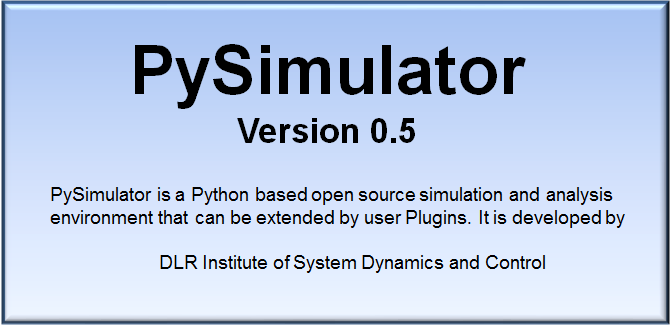 PySimulator
Version 0.5
PySimulator is a Python based open source simulation and analysis
environment that can be extended by user Plugins. It is developed by
DLR Institute of System Dynamics and Control